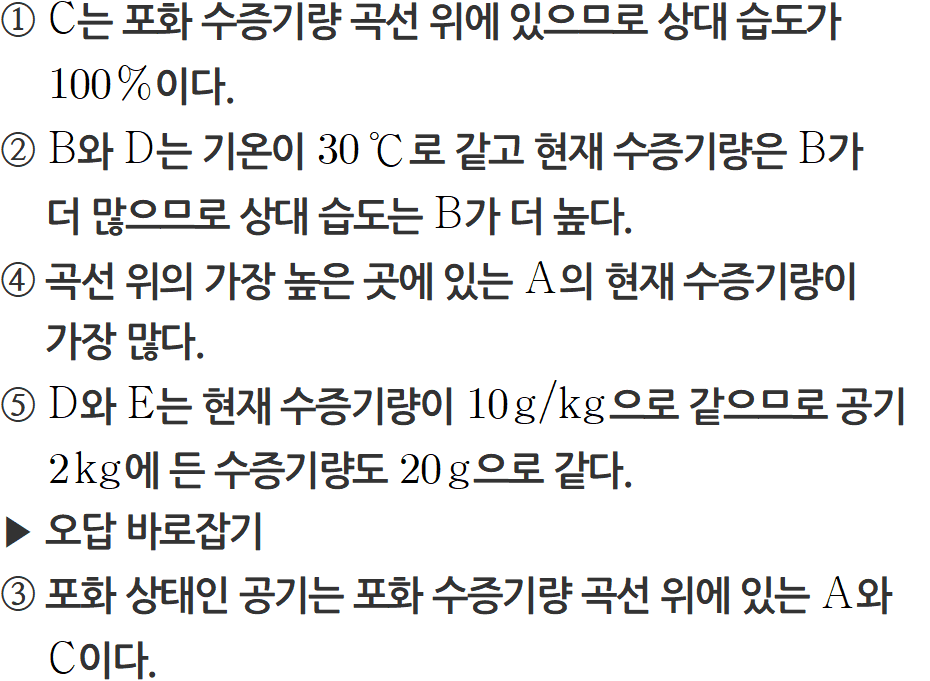 ① C는 포화 수증기량 곡선 위에 있으므로 상대 습도가
100%이다.
② B와 D는 기온이 30℃로 같고 현재 수증기량은 B가
더 많으므로 상대 습도는 B가 더 높다.
④ 곡선 위의 가장 높은 곳에 있는 A의 현재 수증기량이
가장 많다.
⑤ D와 E는 현재 수증기량이 10g/kg으로 같으므로 공기
2kg에 든 수증기량도 20g으로 같다.
▶ 오답 바로잡기
③ 포화 상태인 공기는 포화 수증기량 곡선 위에 있는 A와
C이다.